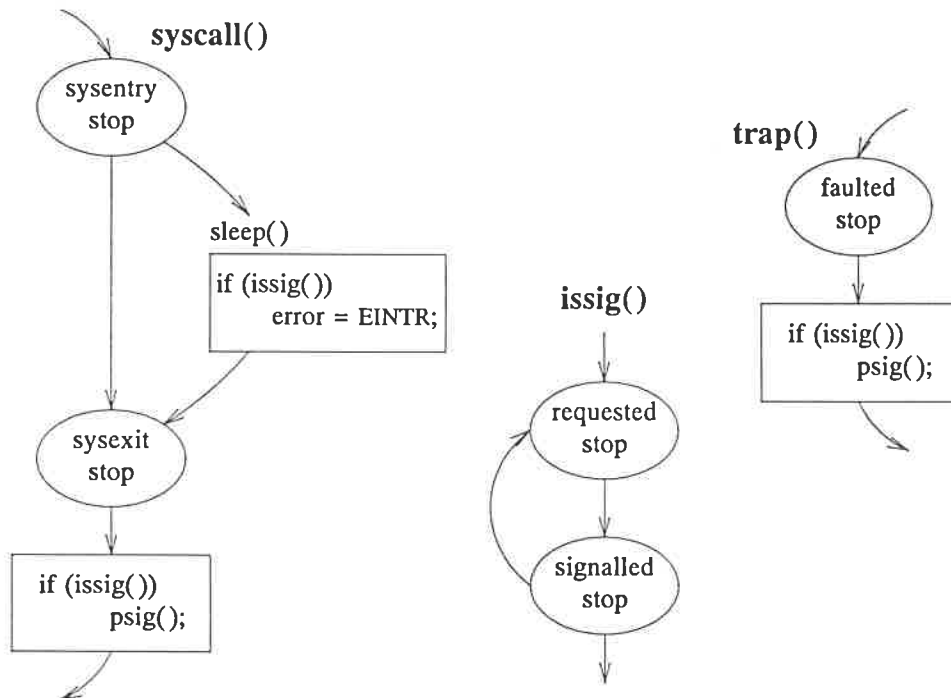 syscall()
sysentry
stop
sleep()
if (issig())
error = EINTR;
sysexit
stop
if (issig())
psig();
issig()
requested
stop
signalled
stop
trap()
faulted
stop
if (issig())
psig();